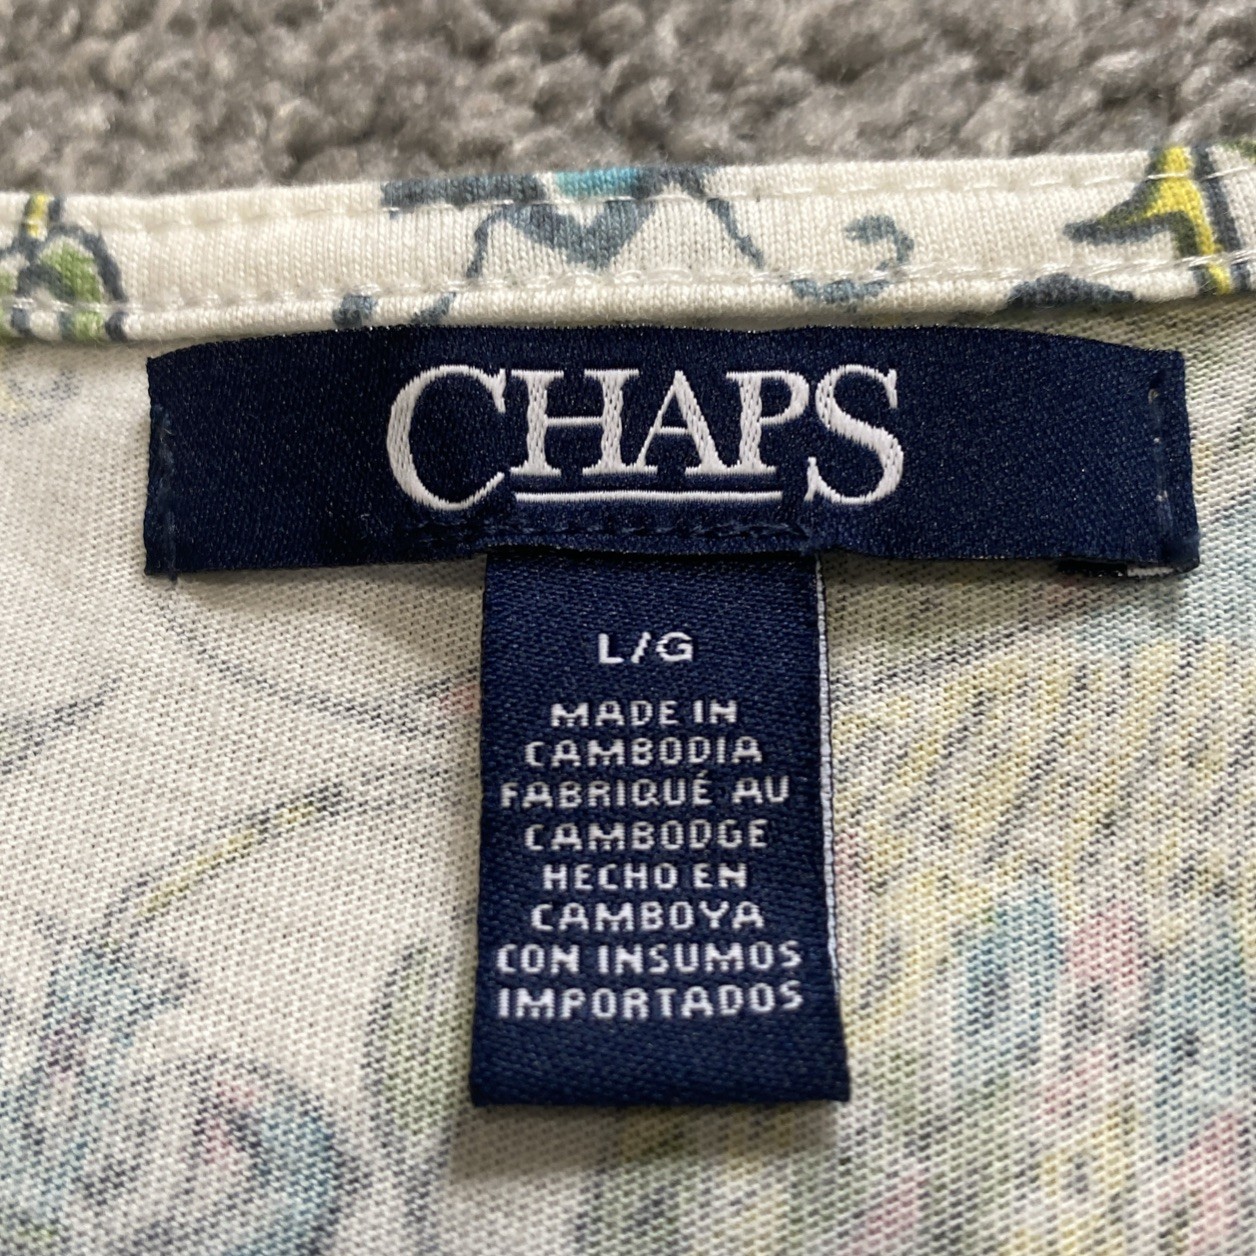 CHAPS
L/G
MADE IN
CAMBODIA
FABRIQUÉ AU
CAMBODGE
HECHO EN
CAMBOYA
CON INSUMOS
IMPORTADOS